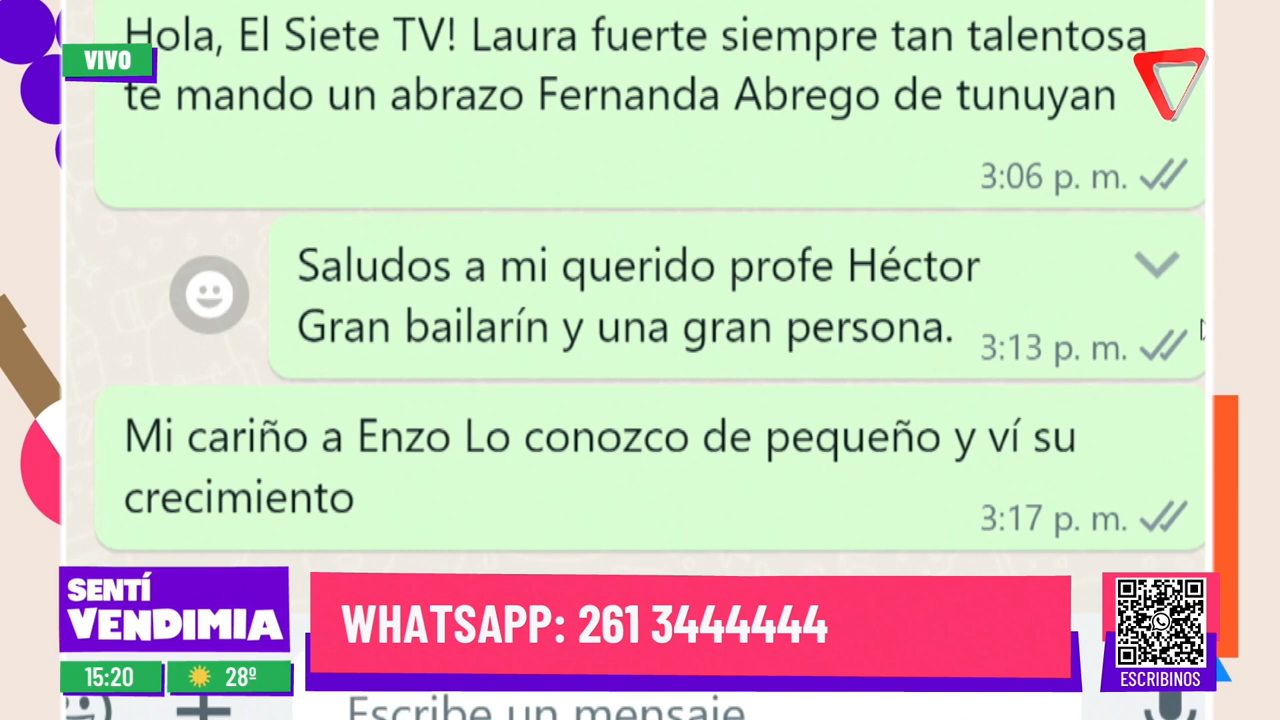 Hola, El Siete TV! Laura fuerte siempre tan talentosa
VIVO
te mando un abrazo Fernanda Abrego de tunuyan
3:06 p. m.
Saludos a mi querido profe Héctor
Gran bailarín y una gran persona.
3:13 p. m.
Mi cariño a Enzo Lo conozco de pequeño y ví su
crecimiento
3:17 p. m.
SENTÍ
VENDIMIA
WHATSAPP: 261 3444444
15:20
28º
ESCRIBINOS
Escribe un mensaje